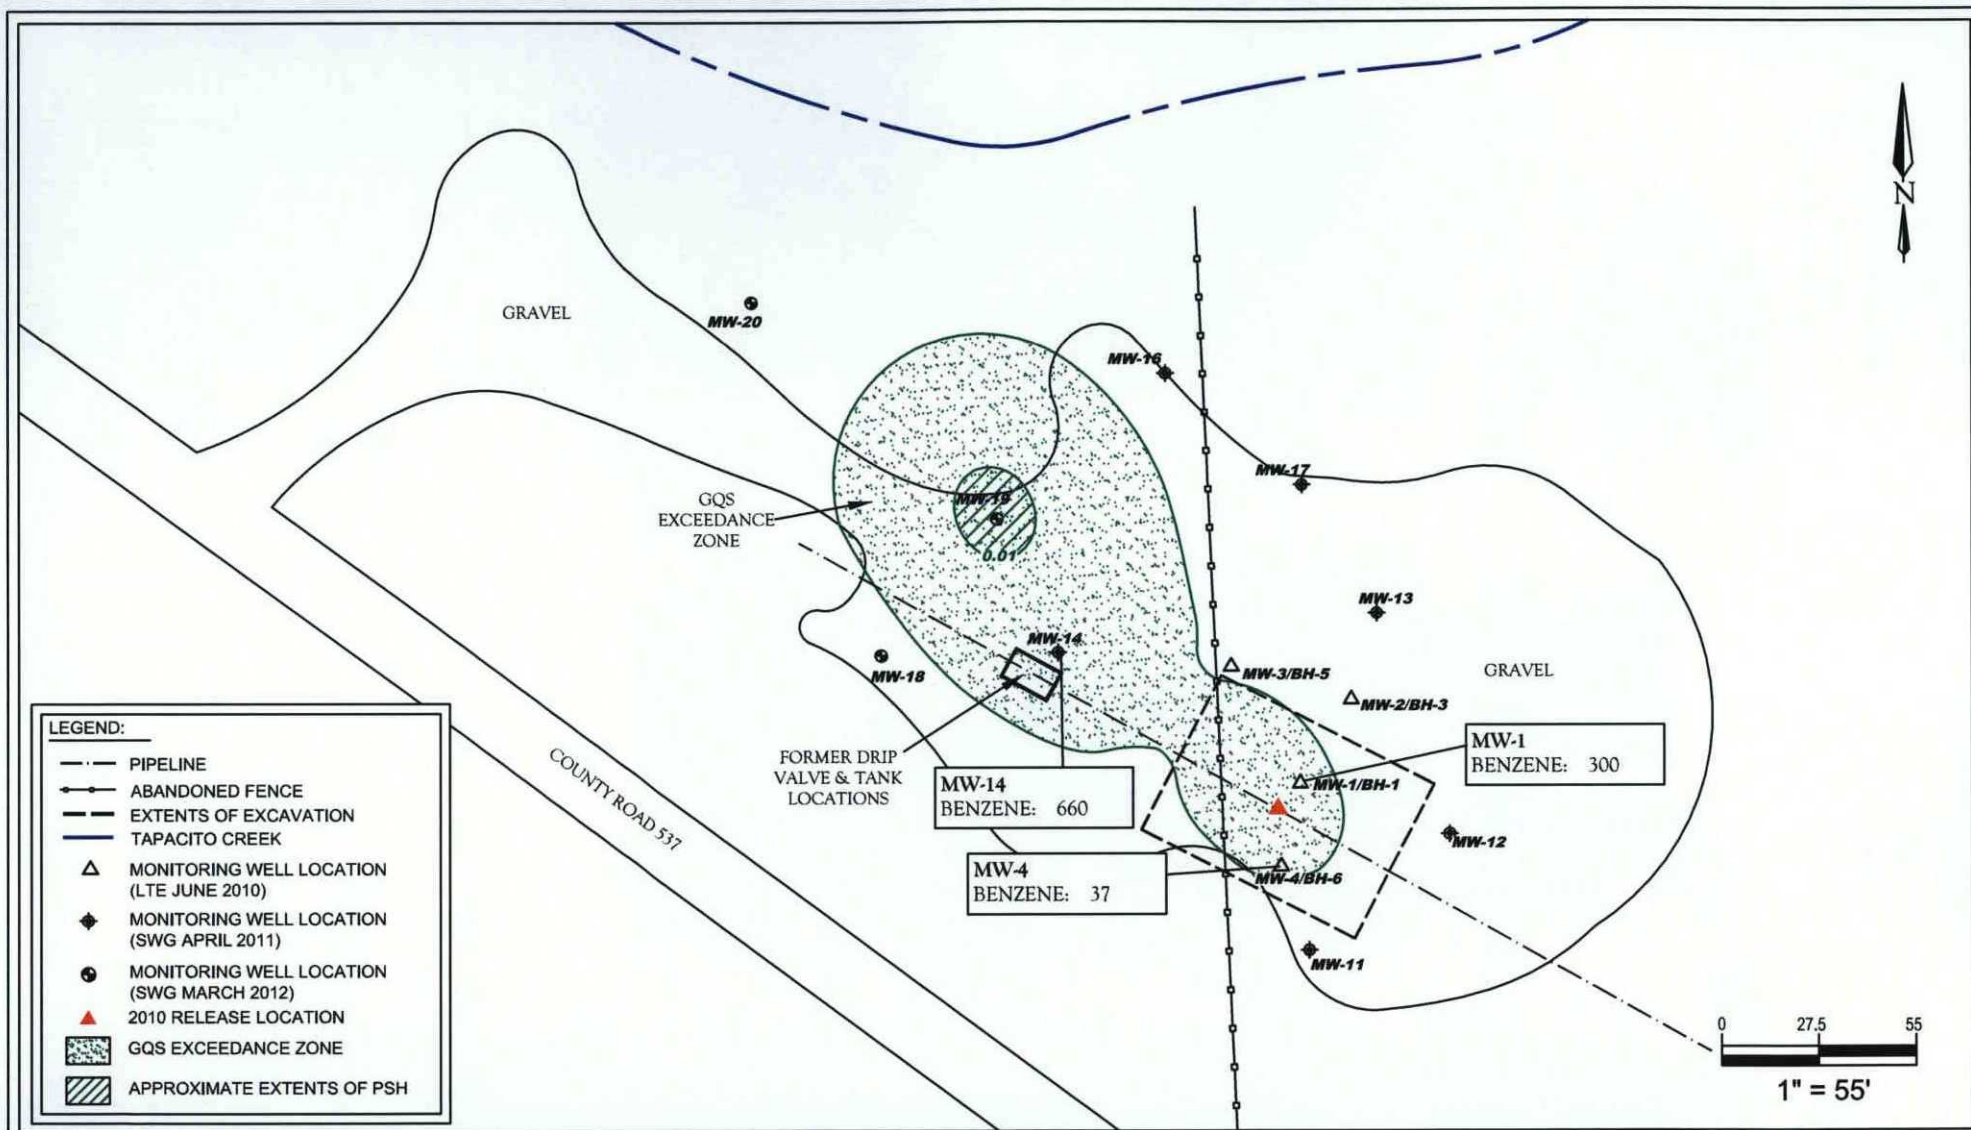 N
GRAVEL
MW-20
MW-16
MW-17
GQS
EXCEEDANCE
ZONE
MW-19
0.01
MW-13
MW-14
MW-18
MW-3/BH-5
GRAVEL
MW-2/BH-3
FORMER DRIP
VALVE & TANK
LOCATIONS
MW-1
BENZENE: 300
MW-14
BENZENE: 660
MW-1/BH-1
COUNTY ROAD 537
MW-12
MW-4
BENZENE: 37
MW-4/BH-6
MW-11
LEGEND:
PIPELINE
ABANDONED FENCE
EXTENTS OF EXCAVATION
TAPACITO CREEK
MONITORING WELL LOCATION
(LTE JUNE 2010)
MONITORING WELL LOCATION
(SWG APRIL 2011)
MONITORING WELL LOCATION
(SWG MARCH 2012)
2010 RELEASE LOCATION
GQS EXCEEDANCE ZONE
APPROXIMATE EXTENTS OF PSH
0 27.5 55
1" = 55'